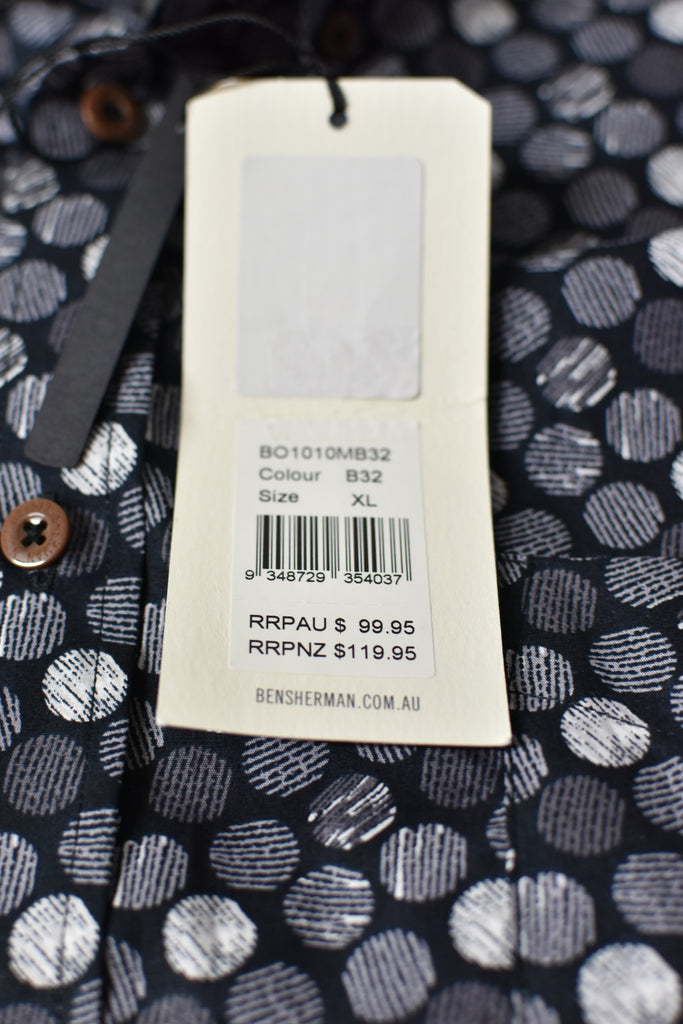 BO1010MB32
Colour B32
Size XL
9 348729 354037
RRPAU $ 99.95
RRPNZ $119.95
BENSHERMAN.COM.AU